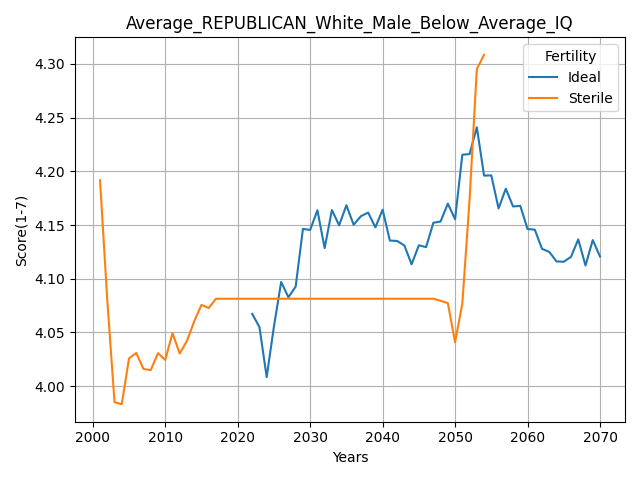 Average_REPUBLICAN_White_Male_Below_Average_IQ
Score(1-7)
4.30
4.25
4.20
4.15
4.10
4.05
4.00
Fertility
Ideal
Sterile
2000 2010 2020 2030 2040 2050 2060 2070
Years